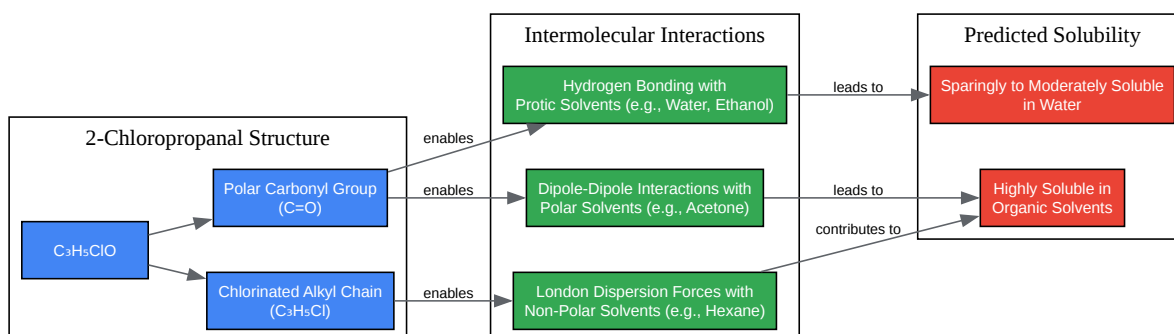 Intermolecular Interactions
Predicted Solubility
Hydrogen Bonding with
Protic Solvents (e.g., Water, Ethanol)
leads to
Sparingly to Moderately Soluble
in Water
2-Chloropropanal Structure
enables
Polar Carbonyl Group
(C=O)
enables
Dipole-Dipole Interactions with
Polar Solvents (e.g., Acetone)
leads to
Highly Soluble in
Organic Solvents
contributes to
C₃H₅ClO
Chlorinated Alkyl Chain
(C₃H₅Cl)
enables
London Dispersion Forces with
Non-Polar Solvents (e.g., Hexane)